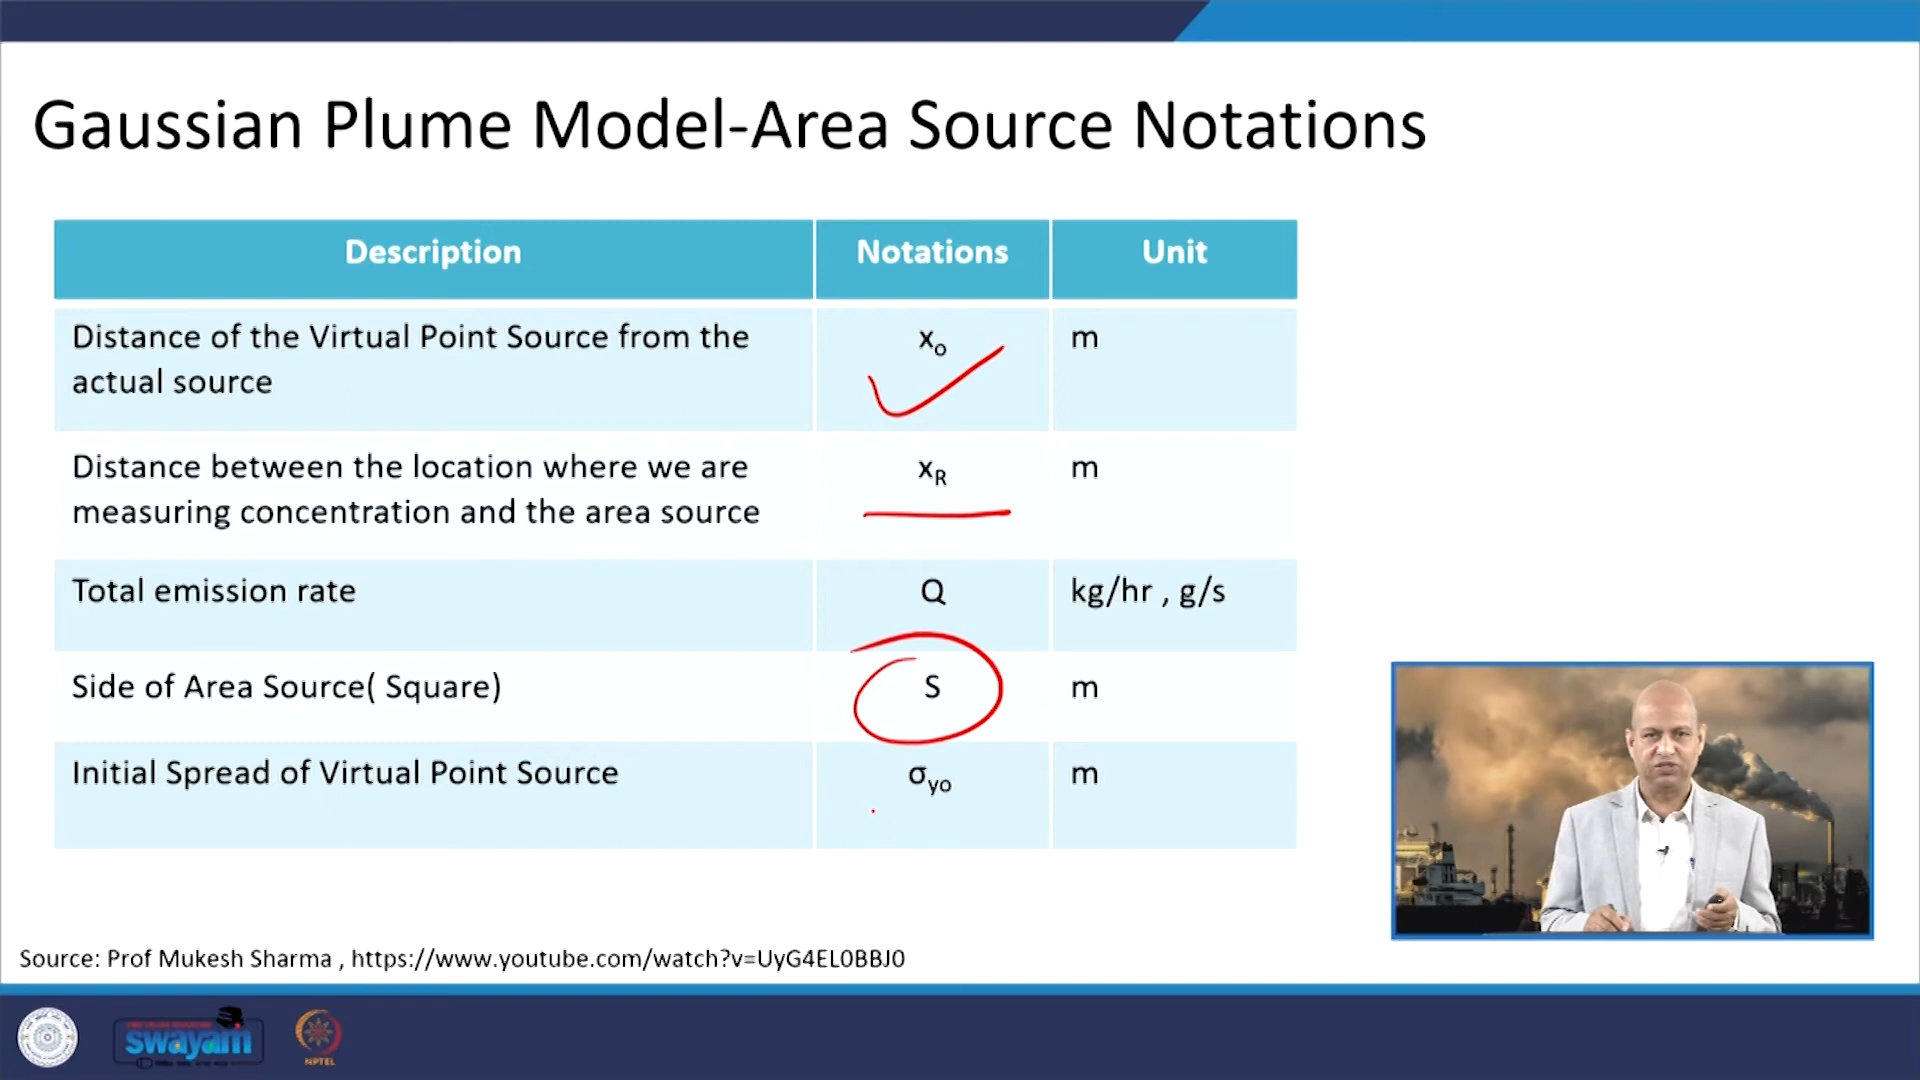 Gaussian Plume Model-Area Source Notations
Description Notations Unit
Distance of the Virtual Point Source from the
actual source
x₀ m
Distance between the location where we are
measuring concentration and the area source
xR m
Total emission rate Q kg/hr , g/s
Side of Area Source( Square) S m
Initial Spread of Virtual Point Source σyo m
Source: Prof Mukesh Sharma , https://www.youtube.com/watch?v=UyG4EL0BBJ0
swayam
NPTEL